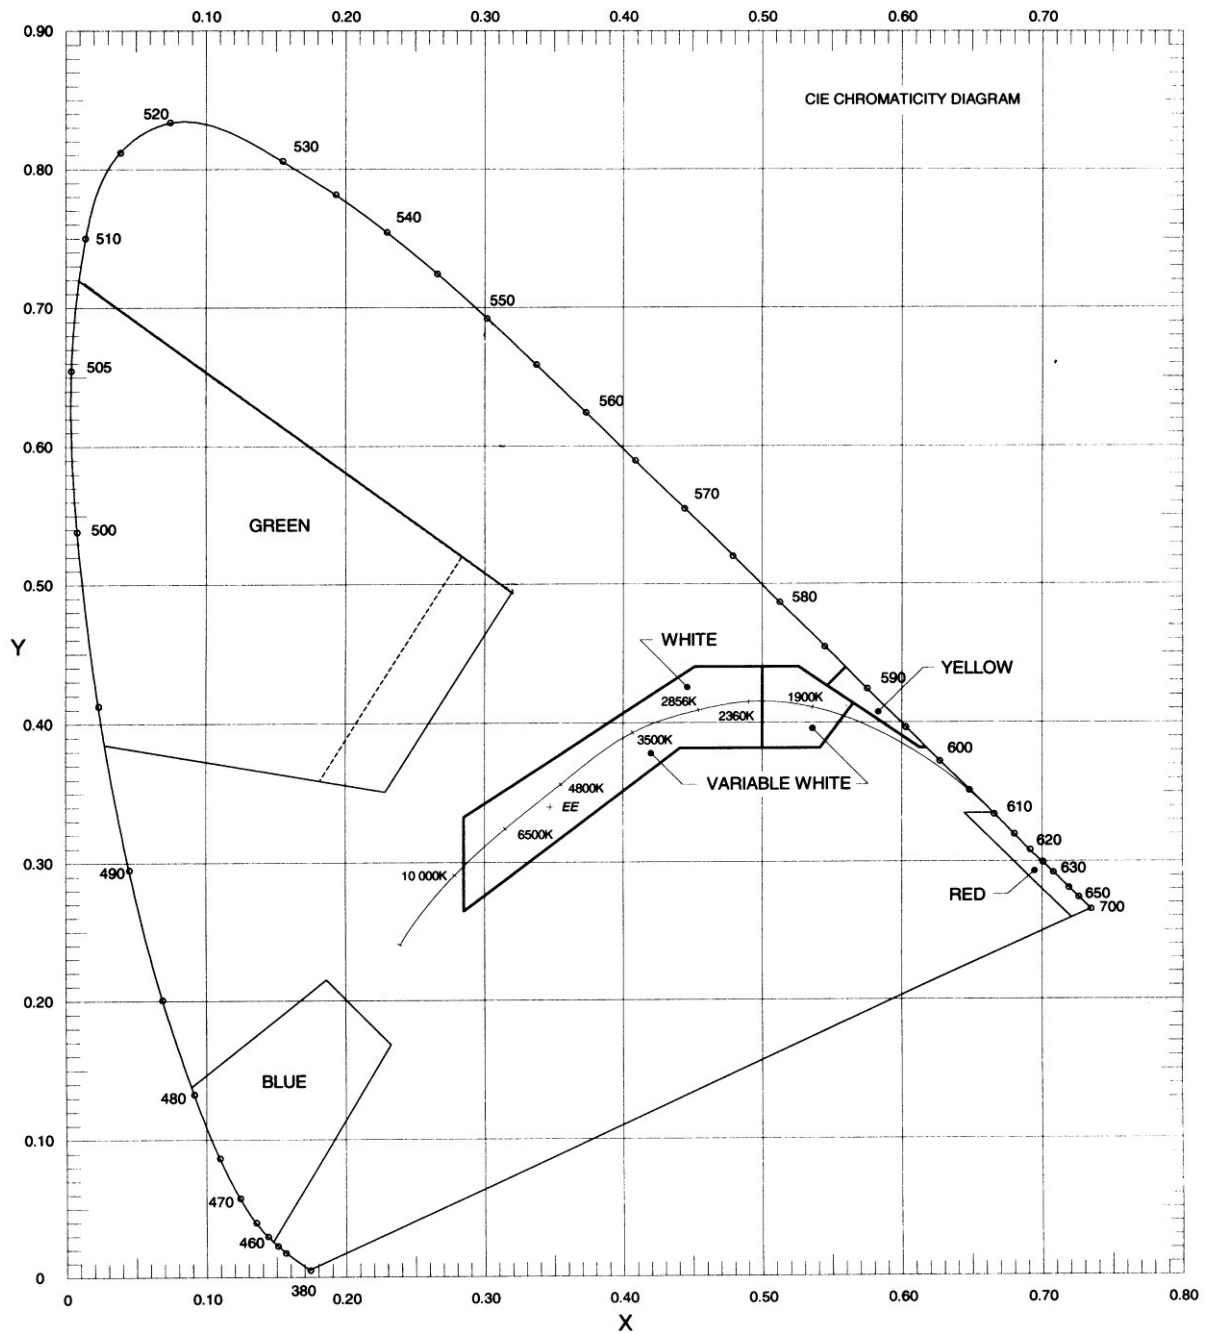 0.10 0.20 0.30 0.40 0.50 0.60 0.70
0.90
0.80
CIE CHROMATICITY DIAGRAM
520
530
0.80
540
510
550
0.70
505
560
0.60
570
500
GREEN
0.50
580
Y
WHITE
590
YELLOW
2856K
1900K
2360K
0.40
3500K
600
4800K
VARIABLE WHITE
EE
610
6500K
620
0.30
490
10 000K
630
RED
650
700
0.20
BLUE
480
0.10
470
460
0
380
0 0.10 0.20 0.30 0.40 0.50 0.60 0.70 0.80
X